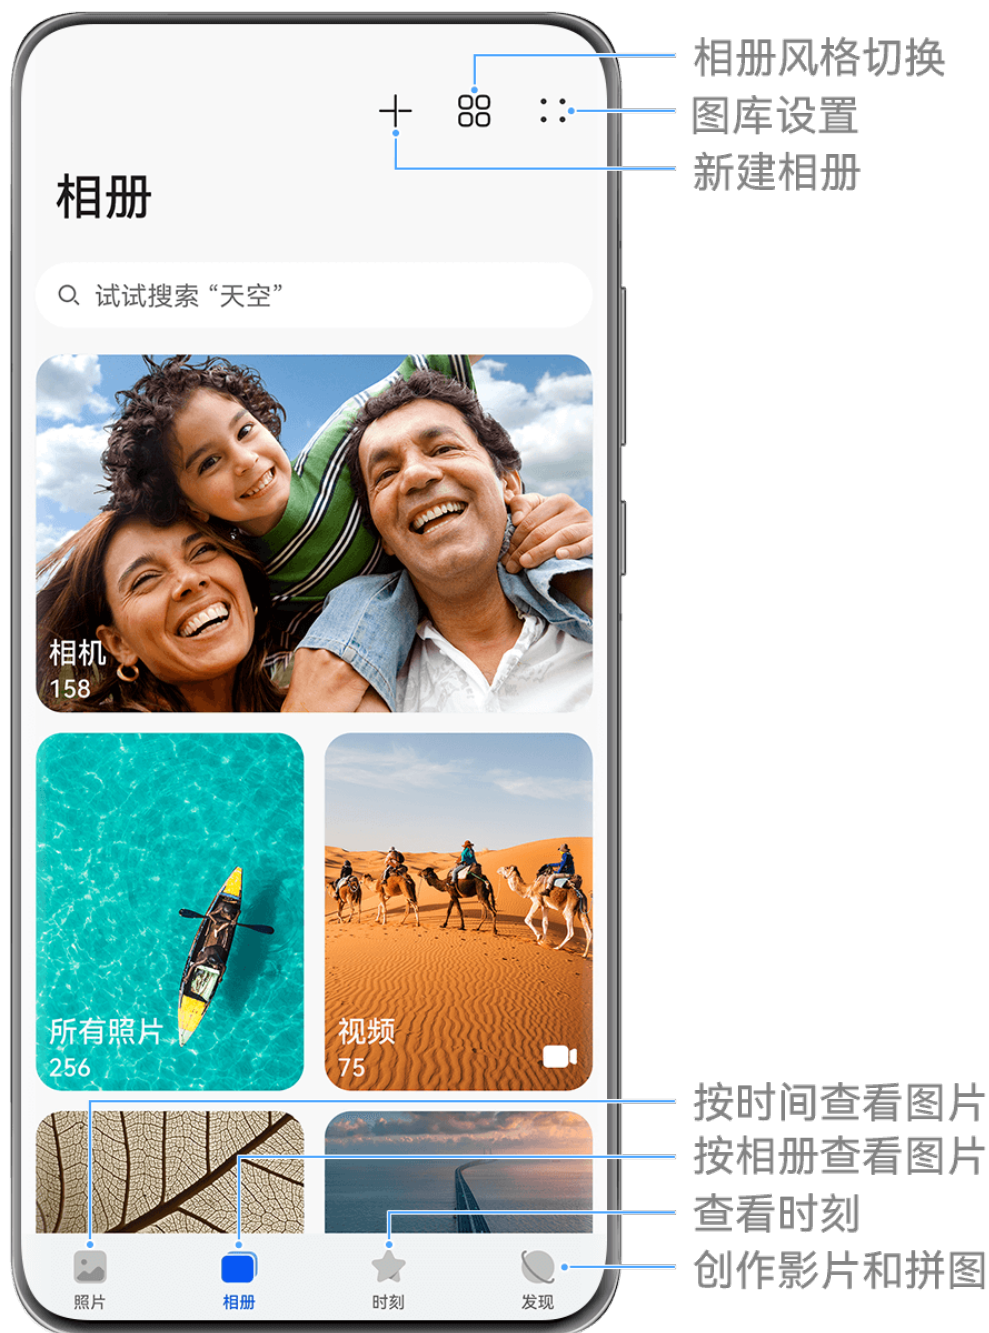 相册风格切换
图库设置
新建相册
相册
试试搜索 “天空”
相机
158
所有照片
256
视频
75
按时间查看图片
按相册查看图片
查看时刻
创作影片和拼图
照片
相册
时刻
发现